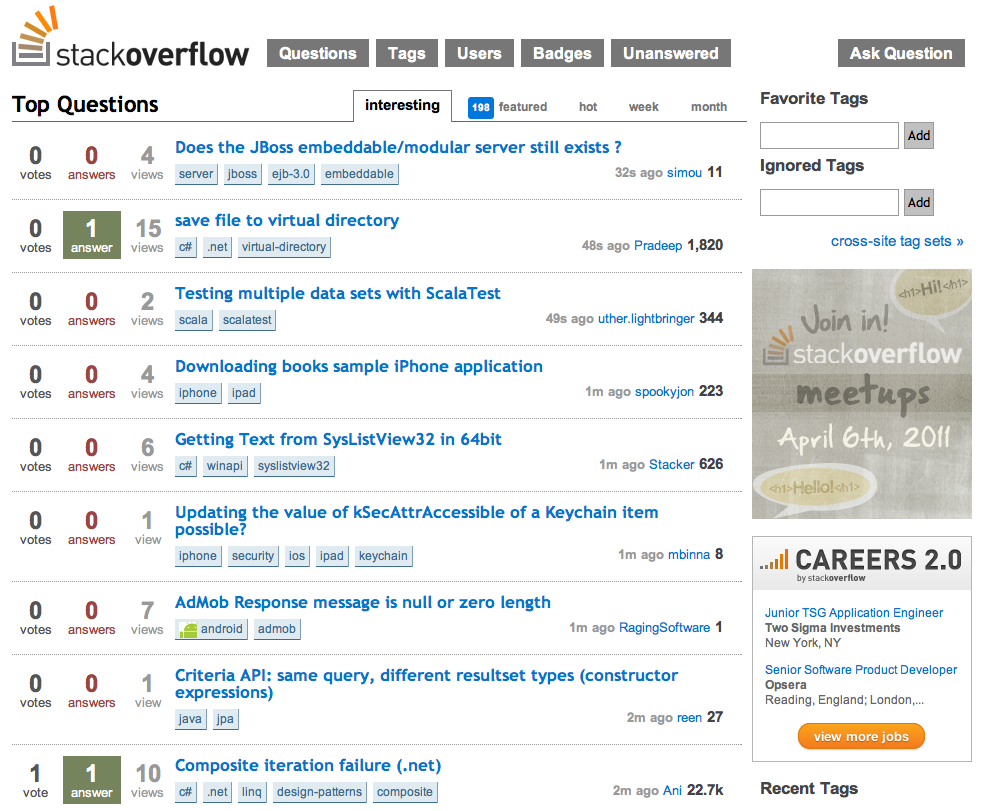 stackoverflow
Questions Tags Users Badges Unanswered Ask Question
Top Questions interesting 198 featured hot week month
0 votes 0 answers 4 views
Does the JBoss embeddable/modular server still exists ?
server jboss ejb-3.0 embeddable
32s ago simou 11
0 votes 1 answer 15 views
save file to virtual directory
c# .net virtual-directory
48s ago Pradeep 1,820
0 votes 0 answers 2 views
Testing multiple data sets with ScalaTest
scala scalatest
49s ago uther.lightbringer 344
0 votes 0 answers 4 views
Downloading books sample iPhone application
iphone ipad
1m ago spookyjon 223
0 votes 0 answers 6 views
Getting Text from SysListView32 in 64bit
c# winapi syslistview32
1m ago Stacker 626
0 votes 0 answers 1 view
Updating the value of kSecAttrAccessible of a Keychain item
possible?
iphone security ios ipad keychain
1m ago mbinna 8
0 votes 0 answers 7 views
AdMob Response message is null or zero length
android admob
1m ago RagingSoftware 1
0 votes 0 answers 1 view
Criteria API: same query, different resultset types (constructor
expressions)
java jpa
2m ago reen 27
1 vote 1 answer 10 views
Composite iteration failure (.net)
c# .net linq design-patterns composite
2m ago Ani 22.7k
Favorite Tags
Add
Ignored Tags
Add
cross-site tag sets »
<h1>Hi!</h1>
Join in!
stackoverflow
meetups
April 6th, 2011
<h1>Hello!<h1>
CAREERS 2.0
by stackoverflow
Junior TSG Application Engineer
Two Sigma Investments
New York, NY
Senior Software Product Developer
Opsera
Reading, England; London,...
view more jobs
Recent Tags